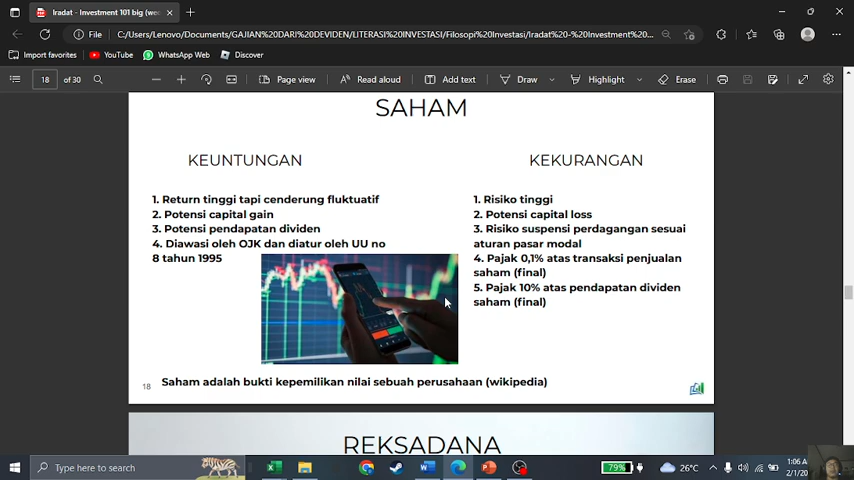 Iradat - Investment 101 big (wee
File
C:/Users/Lenovo/Documents/GAJIAN%20DARI%20DEVIDEN/LITERASI%20INVESTASI/Filosopi%20Investasi/Iradat%20-%20Investment%20...
Import favorites
YouTube
WhatsApp Web
Discover
18 of 30
Page view
Read aloud
Add text
Draw
Highlight
Erase
SAHAM
KEUNTUNGAN
1. Return tinggi tapi cenderung fluktuatif
2. Potensi capital gain
3. Potensi pendapatan dividen
4. Diawasi oleh OJK dan diatur oleh UU no
8 tahun 1995
KEKURANGAN
1. Risiko tinggi
2. Potensi capital loss
3. Risiko suspensi perdagangan sesuai
aturan pasar modal
4. Pajak 0,1% atas transaksi penjualan
saham (final)
5. Pajak 10% atas pendapatan dividen
saham (final)
18
Saham adalah bukti kepemilikan nilai sebuah perusahaan (wikipedia)
REKSADANA
Type here to search
79%
26°C
1:06 A
2/1/20